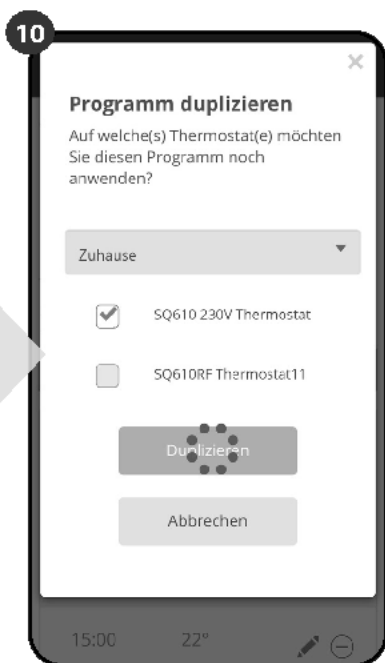 10
×
Programm duplizieren
Auf welche(s) Thermostat(e) möchten
Sie diesen Programm noch
anwenden?
Zuhause
SQ610 230V Thermostat
SQ610RF Thermostat11
Duplizieren
Abbrechen
15:00 22°